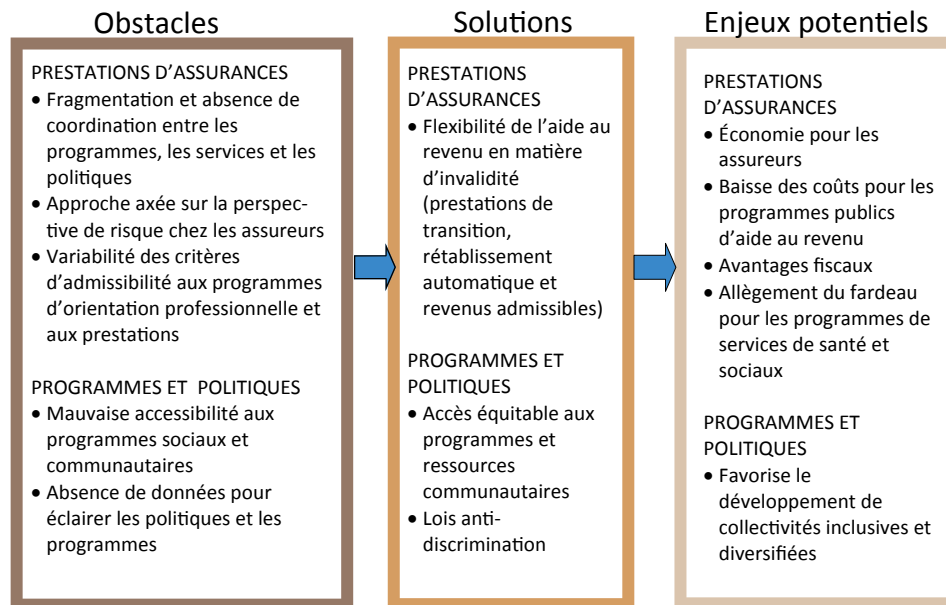 Obstacles
PRESTATIONS D’ASSURANCES
• Fragmentation et absence de
coordination entre les
programmes, les services et les
politiques
• Approche axée sur la perspec-
tive de risque chez les assureurs
• Variabilité des critères
d’admissibilité aux programmes
d’orientation professionnelle et
aux prestations
PROGRAMMES ET POLITIQUES
• Mauvaise accessibilité aux
programmes sociaux et
communautaires
• Absence de données pour
éclairer les politiques et les
programmes
Solutions
PRESTATIONS
D’ASSURANCES
• Flexibilité de l’aide au
revenu en matière
d’invalidité
(prestations de
transition,
rétablissement
automatique et
revenus admissibles)
PROGRAMMES ET
POLITIQUES
• Accès équitable aux
programmes et
ressources
communautaires
• Lois anti-
discrimination
Enjeux potentiels
PRESTATIONS
D’ASSURANCES
• Économie pour les
assureurs
• Baisse des coûts pour les
programmes publics
d’aide au revenu
• Avantages fiscaux
• Allègement du fardeau
pour les programmes de
services de santé et
sociaux
PROGRAMMES ET
POLITIQUES
• Favorise le
développement de
collectivités inclusives et
diversifiées